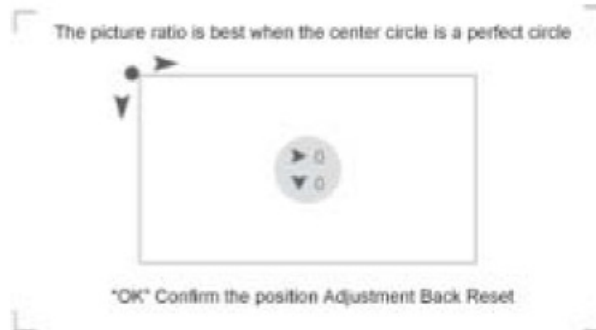 The picture ratio is best when the center circle is a perfect circle
0
0
"OK" Confirm the position Adjustment Back Reset